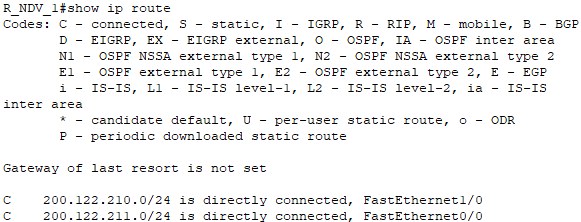 R_NDV_1#show ip route
Codes: C - connected, S - static, I - IGRP, R - RIP, M - mobile, B - BGP
D - EIGRP, EX - EIGRP external, O - OSPF, IA - OSPF inter area
N1 - OSPF NSSA external type 1, N2 - OSPF NSSA external type 2
E1 - OSPF external type 1, E2 - OSPF external type 2, E - EGP
i - IS-IS, L1 - IS-IS level-1, L2 - IS-IS level-2, ia - IS-IS
inter area
* - candidate default, U - per-user static route, o - ODR
P - periodic downloaded static route
Gateway of last resort is not set
C 200.122.210.0/24 is directly connected, FastEthernet1/0
C 200.122.211.0/24 is directly connected, FastEthernet0/0